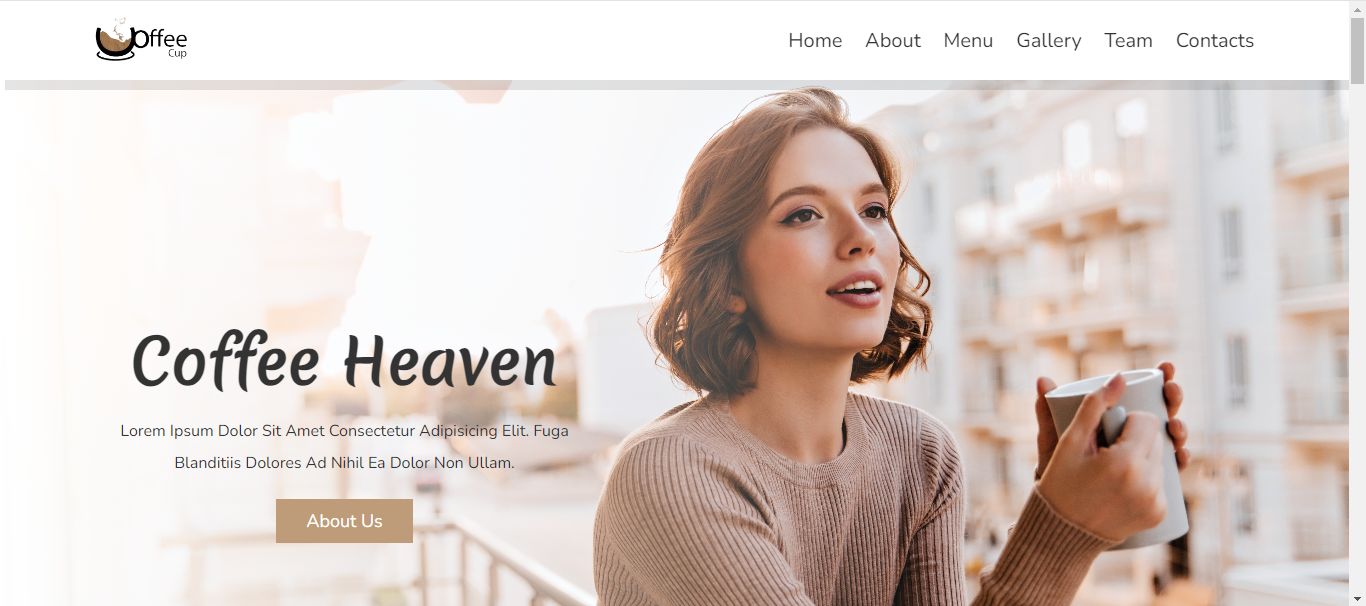 Coffee
Cup
Home About Menu Gallery Team Contacts
Coffee Heaven
Lorem Ipsum Dolor Sit Amet Consectetur Adipisicing Elit. Fuga
Blanditiis Dolores Ad Nihil Ea Dolor Non Ullam.
About Us